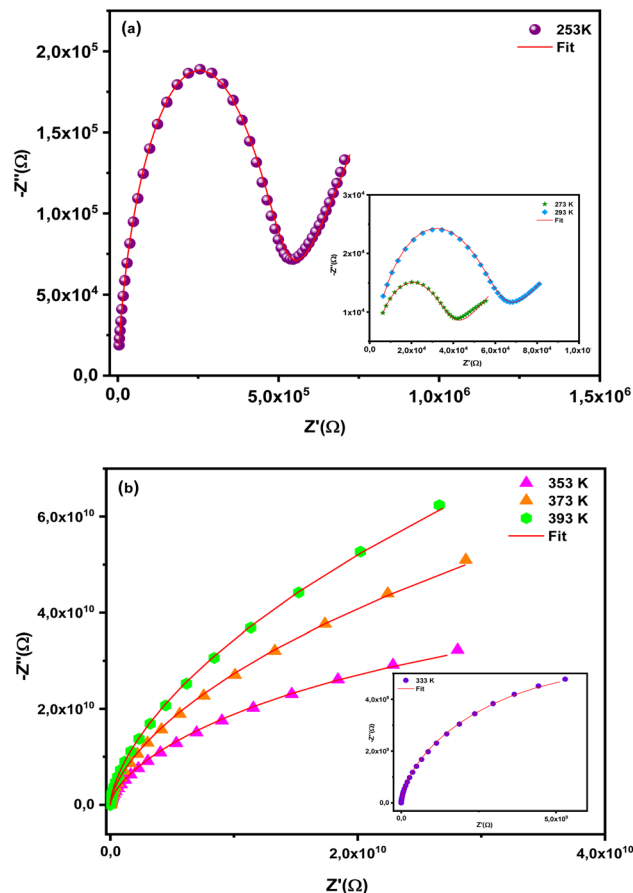 (a)
253K
Fit
-Z''(Ω)
2,0x10⁵
1,5x10⁵
1,0x10⁵
5,0x10⁴
0,0
0,0
5,0x10⁵
1,0x10⁶
1,5x10⁶
Z'(Ω)
273 K
293 K
Fit
-Z''(Ω)
3x10⁴
2x10⁴
1x10⁴
0,0
2,0x10⁴
4,0x10⁴
6,0x10⁴
8,0x10⁴
Z'(Ω)
(b)
353 K
373 K
393 K
Fit
-Z''(Ω)
6,0x10¹⁰
4,0x10¹⁰
2,0x10¹⁰
0,0
0,0
2,0x10¹⁰
4,0x10¹⁰
Z'(Ω)
333 K
Fit
-Z''(Ω)
4,0x10⁹
2,0x10⁹
0,0
0,0
5,0x10⁹
Z'(Ω)